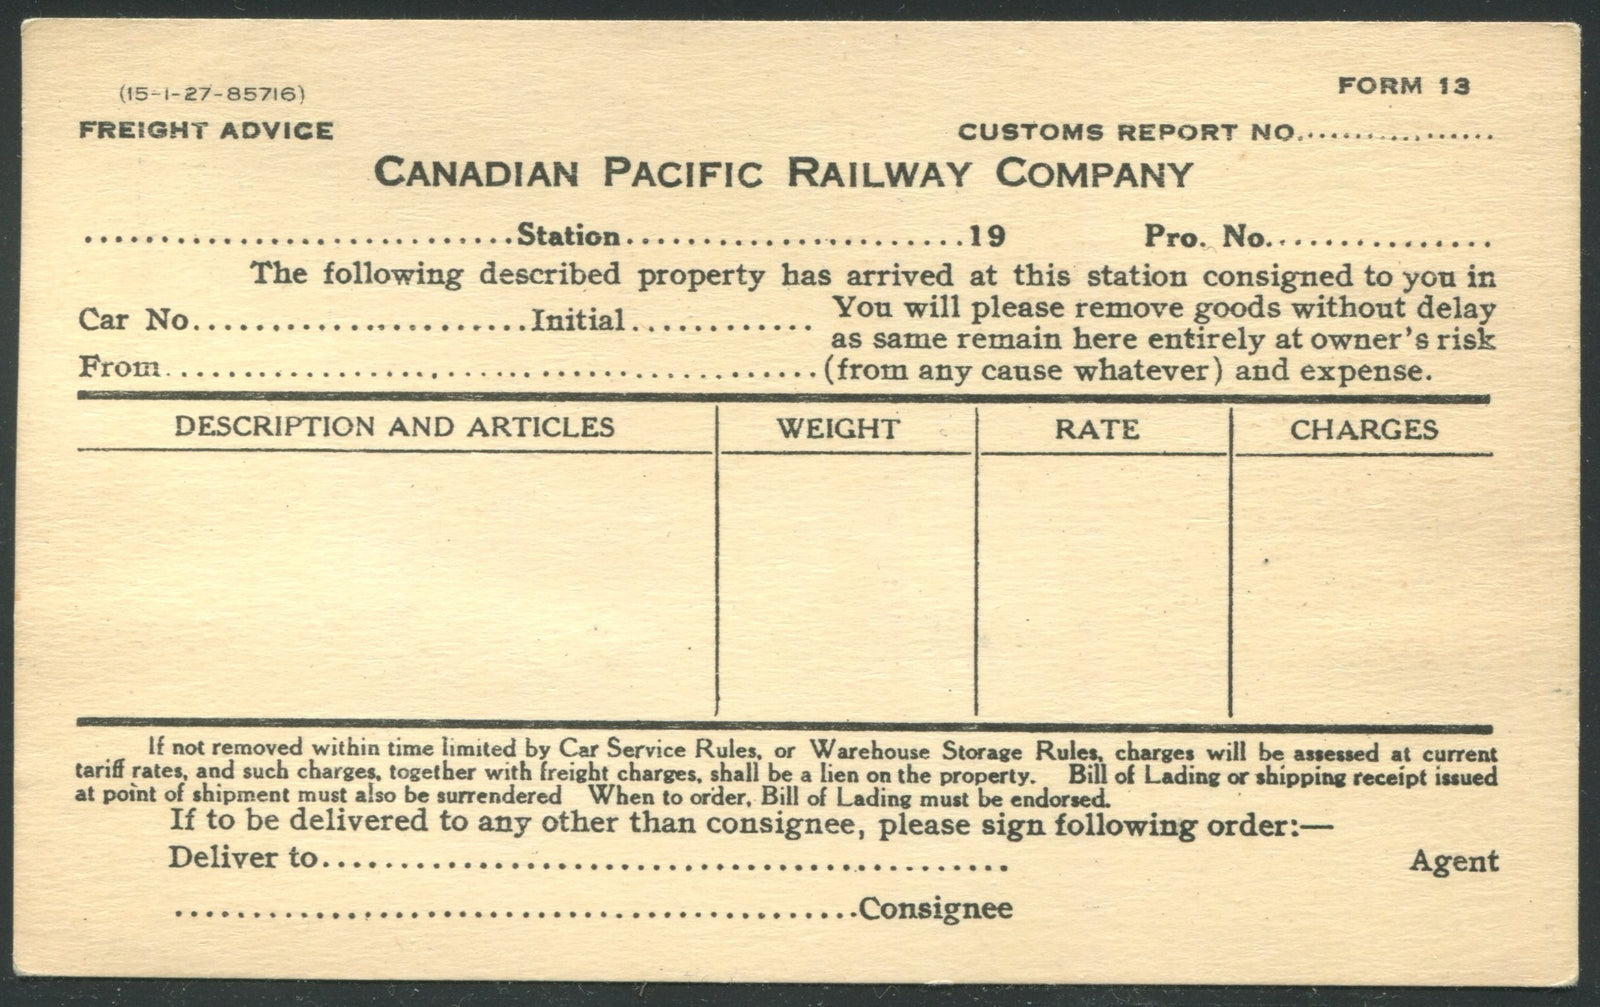 (15-1-27-85716)
FORM 13
FREIGHT ADVICE
CUSTOMS REPORT NO..................
CANADIAN PACIFIC RAILWAY COMPANY
............................Station......................19 Pro. No................
The following described property has arrived at this station consigned to you in
Car No......................Initial............ You will please remove goods without delay
as same remain here entirely at owner's risk
From..........................................(from any cause whatever) and expense.
DESCRIPTION AND ARTICLES WEIGHT RATE CHARGES
If not removed within time limited by Car Service Rules, or Warehouse Storage Rules, charges will be assessed at current
tariff rates, and such charges, together with freight charges, shall be a lien on the property. Bill of Lading or shipping receipt issued
at point of shipment must also be surrendered When to order, Bill of Lading must be endorsed.
If to be delivered to any other than consignee, please sign following order:—
Deliver to............................................. Agent
............................................Consignee